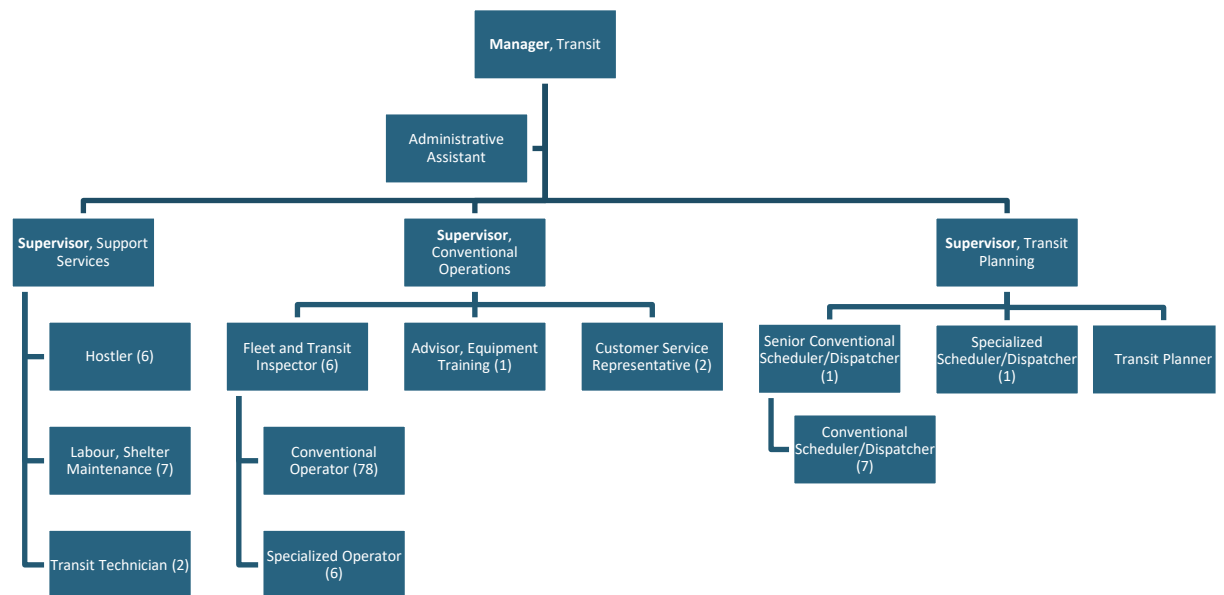 Manager, Transit
Administrative
Assistant
Supervisor, Support
Services
Supervisor,
Conventional
Operations
Supervisor, Transit
Planning
Hostler (6)
Labour, Shelter
Maintenance (7)
Transit Technician (2)
Fleet and Transit
Inspector (6)
Conventional
Operator (78)
Specialized Operator
(6)
Advisor, Equipment
Training (1)
Customer Service
Representative (2)
Senior Conventional
Scheduler/Dispatcher
(1)
Conventional
Scheduler/Dispatcher
(7)
Specialized
Scheduler/Dispatcher
(1)
Transit Planner